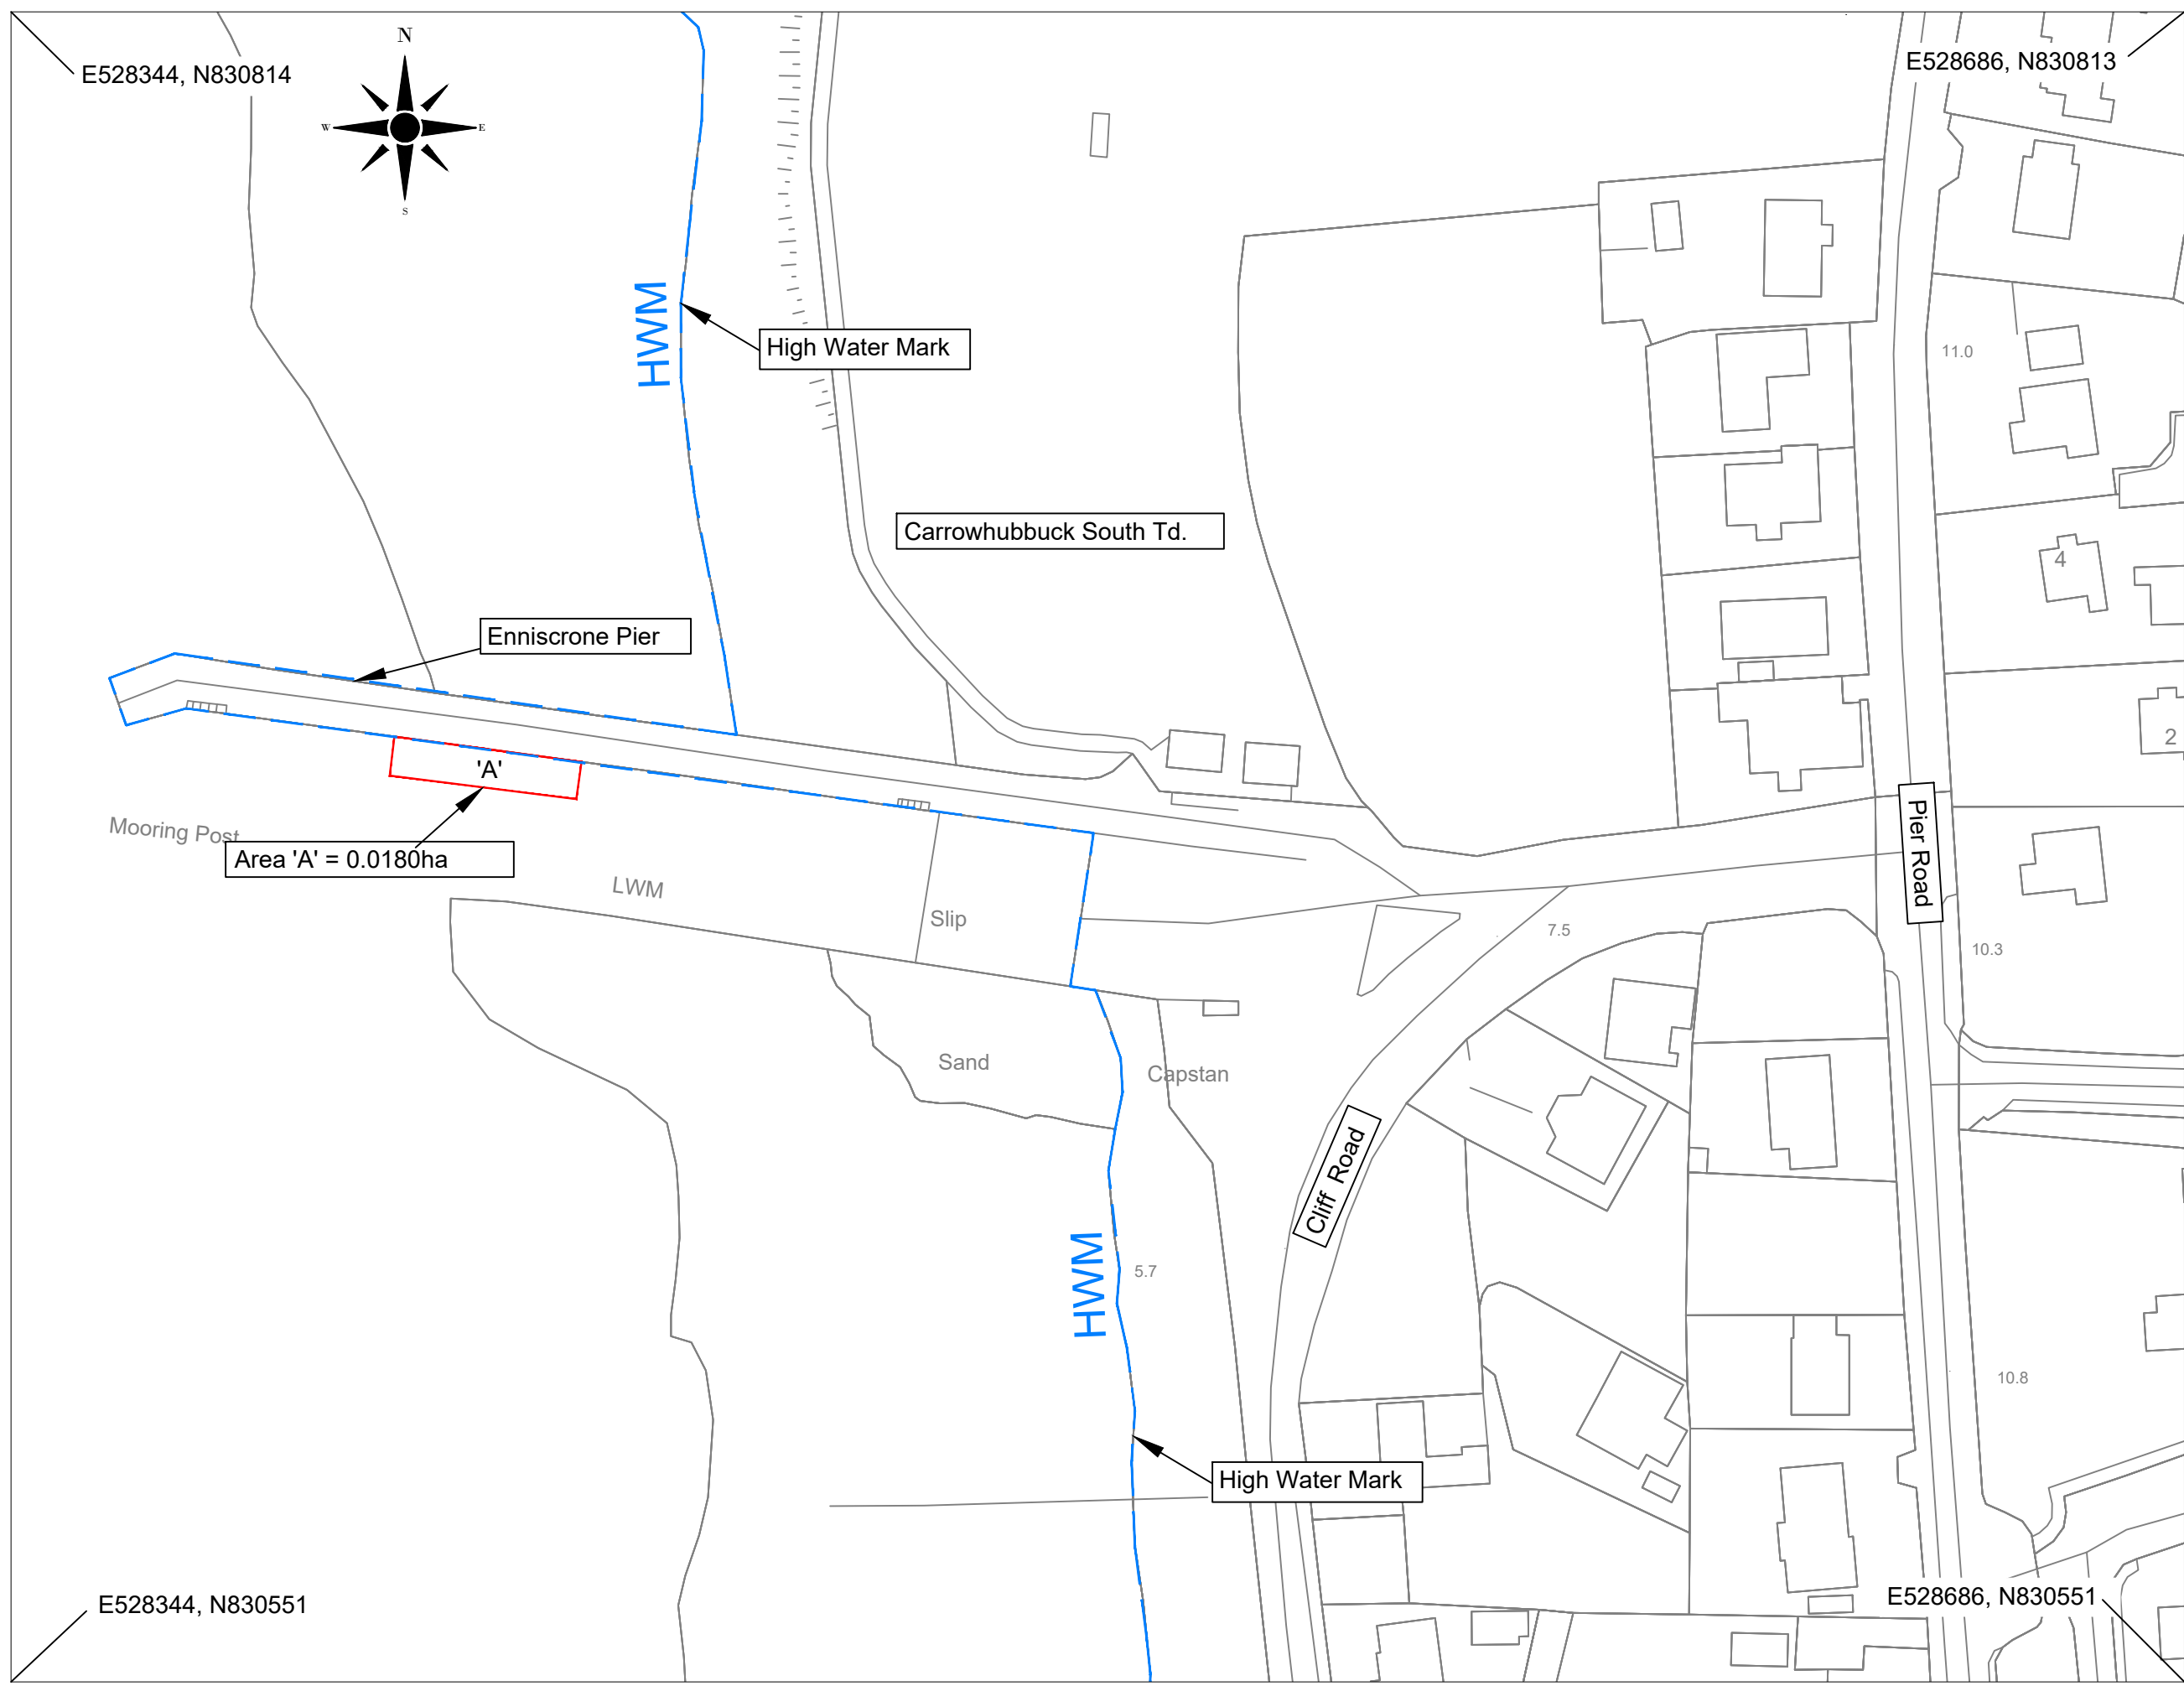 E528344, N830814
N
W
E
S
E528686, N830813
HWM
High Water Mark
11.0
Carrowhubbuck South Td.
4
Enniscrone Pier
2
'A'
Mooring Post
Area 'A' = 0.0180ha
LWM
Slip
Pier Road
7.5
10.3
Sand
Capstan
Cliff Road
HWM
5.7
10.8
High Water Mark
E528344, N830551
E528686, N830551